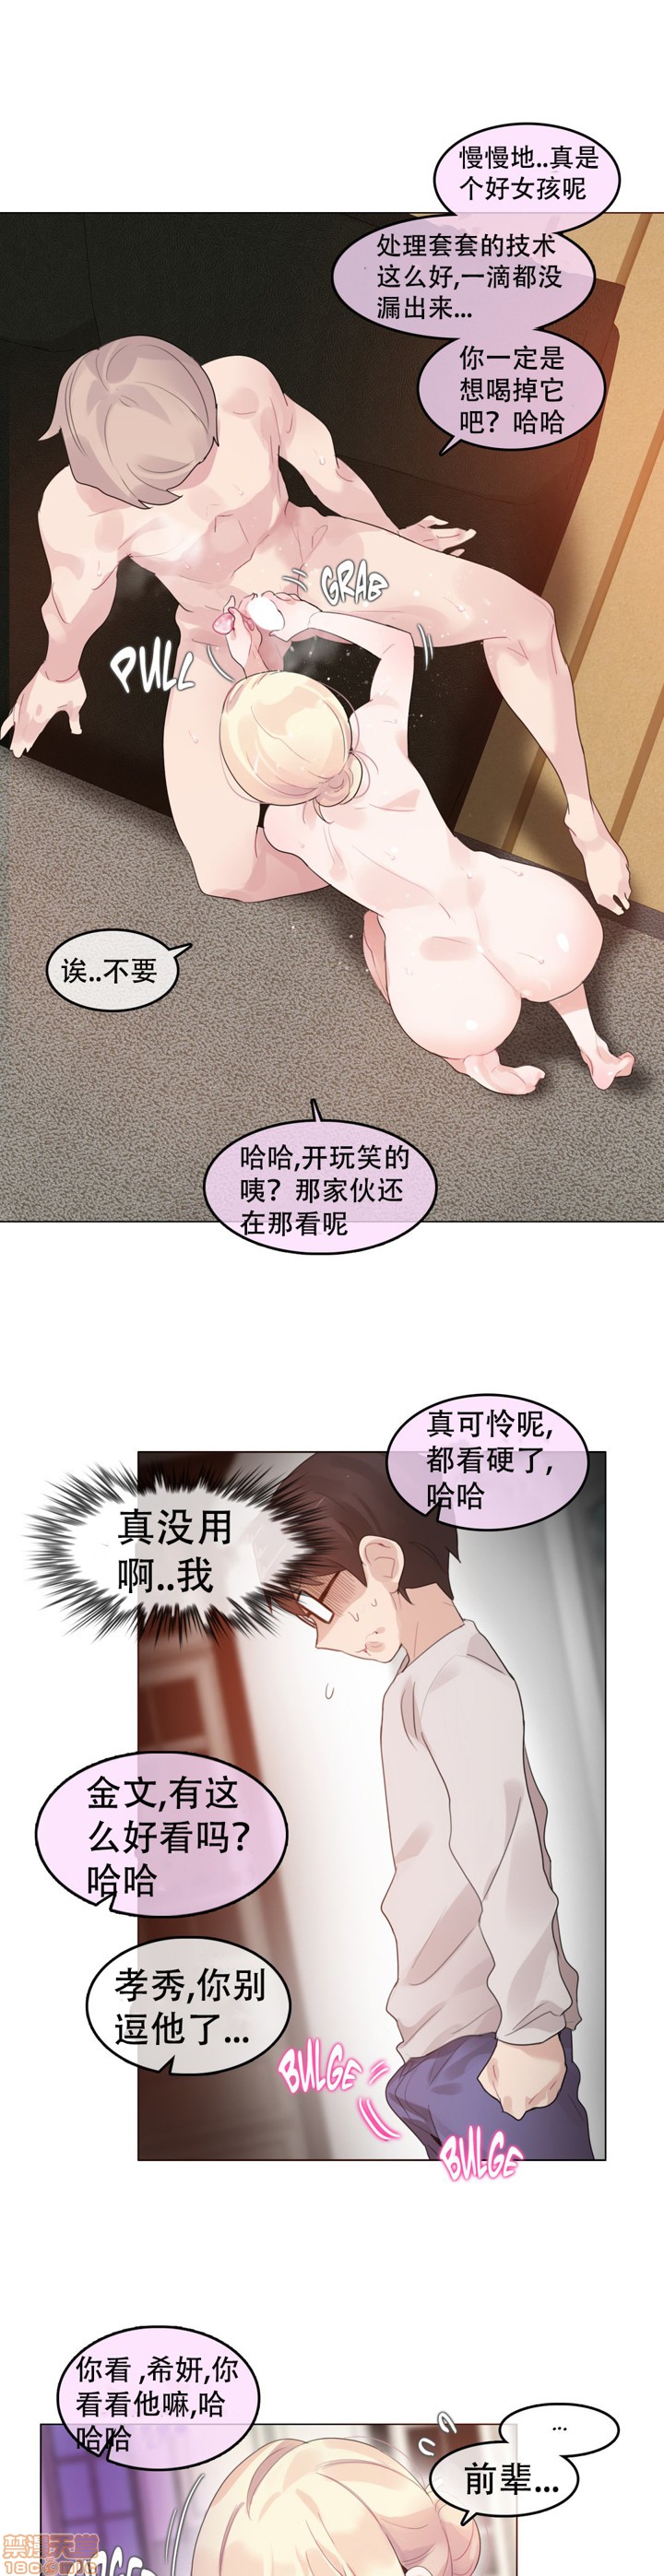 慢慢地..真是
个好女孩呢
处理套套的技术
这么好,一滴都没
漏出来...
你一定是
想喝掉它
吧？哈哈
GRAB
PULL
诶..不要
哈哈,开玩笑的
咦？那家伙还
在那看呢
真可怜呢,
都看硬了,
哈哈
真没用
啊..我
金文,有这
么好看吗？
哈哈
孝秀,你别
逗他了...
BULGE
BULGE
你看 ,希妍,你
看看他嘛,哈
哈哈
...
前辈...
禁漫天堂